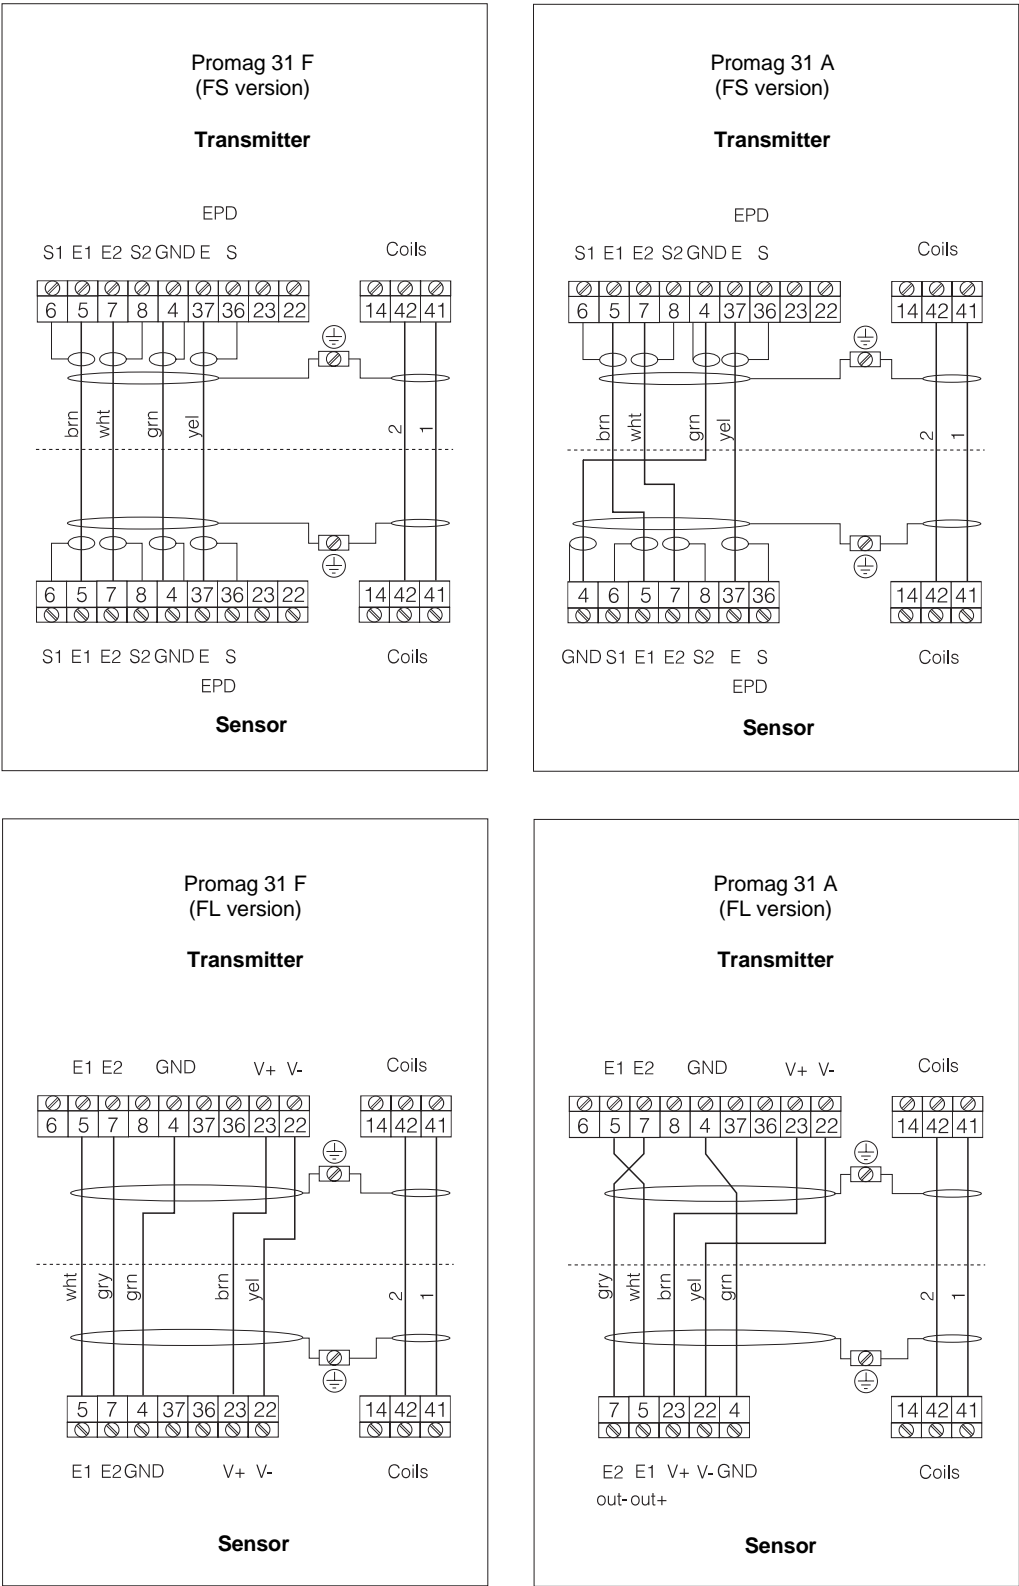 Promag 31 F
(FS version)
Transmitter
EPD
S1 E1 E2 S2 GND E S
Coils
6 5 7 8 4 37 36 23 22
14 42 41
brn wht grn yel
2 1
6 5 7 8 4 37 36 23 22
14 42 41
S1 E1 E2 S2 GND E S
Coils
EPD
Sensor
Promag 31 A
(FS version)
Transmitter
EPD
S1 E1 E2 S2 GND E S
Coils
6 5 7 8 4 37 36 23 22
14 42 41
brn wht grn yel
2 1
4 6 5 7 8 37 36
14 42 41
GND S1 E1 E2 S2 E S
Coils
EPD
Sensor
Promag 31 F
(FL version)
Transmitter
E1 E2 GND V+ V-
Coils
6 5 7 8 4 37 36 23 22
14 42 41
wht gry grn brn yel
2 1
5 7 4 37 36 23 22
14 42 41
E1 E2 GND V+ V-
Coils
Sensor
Promag 31 A
(FL version)
Transmitter
E1 E2 GND V+ V-
Coils
6 5 7 8 4 37 36 23 22
14 42 41
gry wht brn yel grn
2 1
7 5 23 22 4
14 42 41
E2 E1 V+ V- GND
Coils
out- out+
Sensor